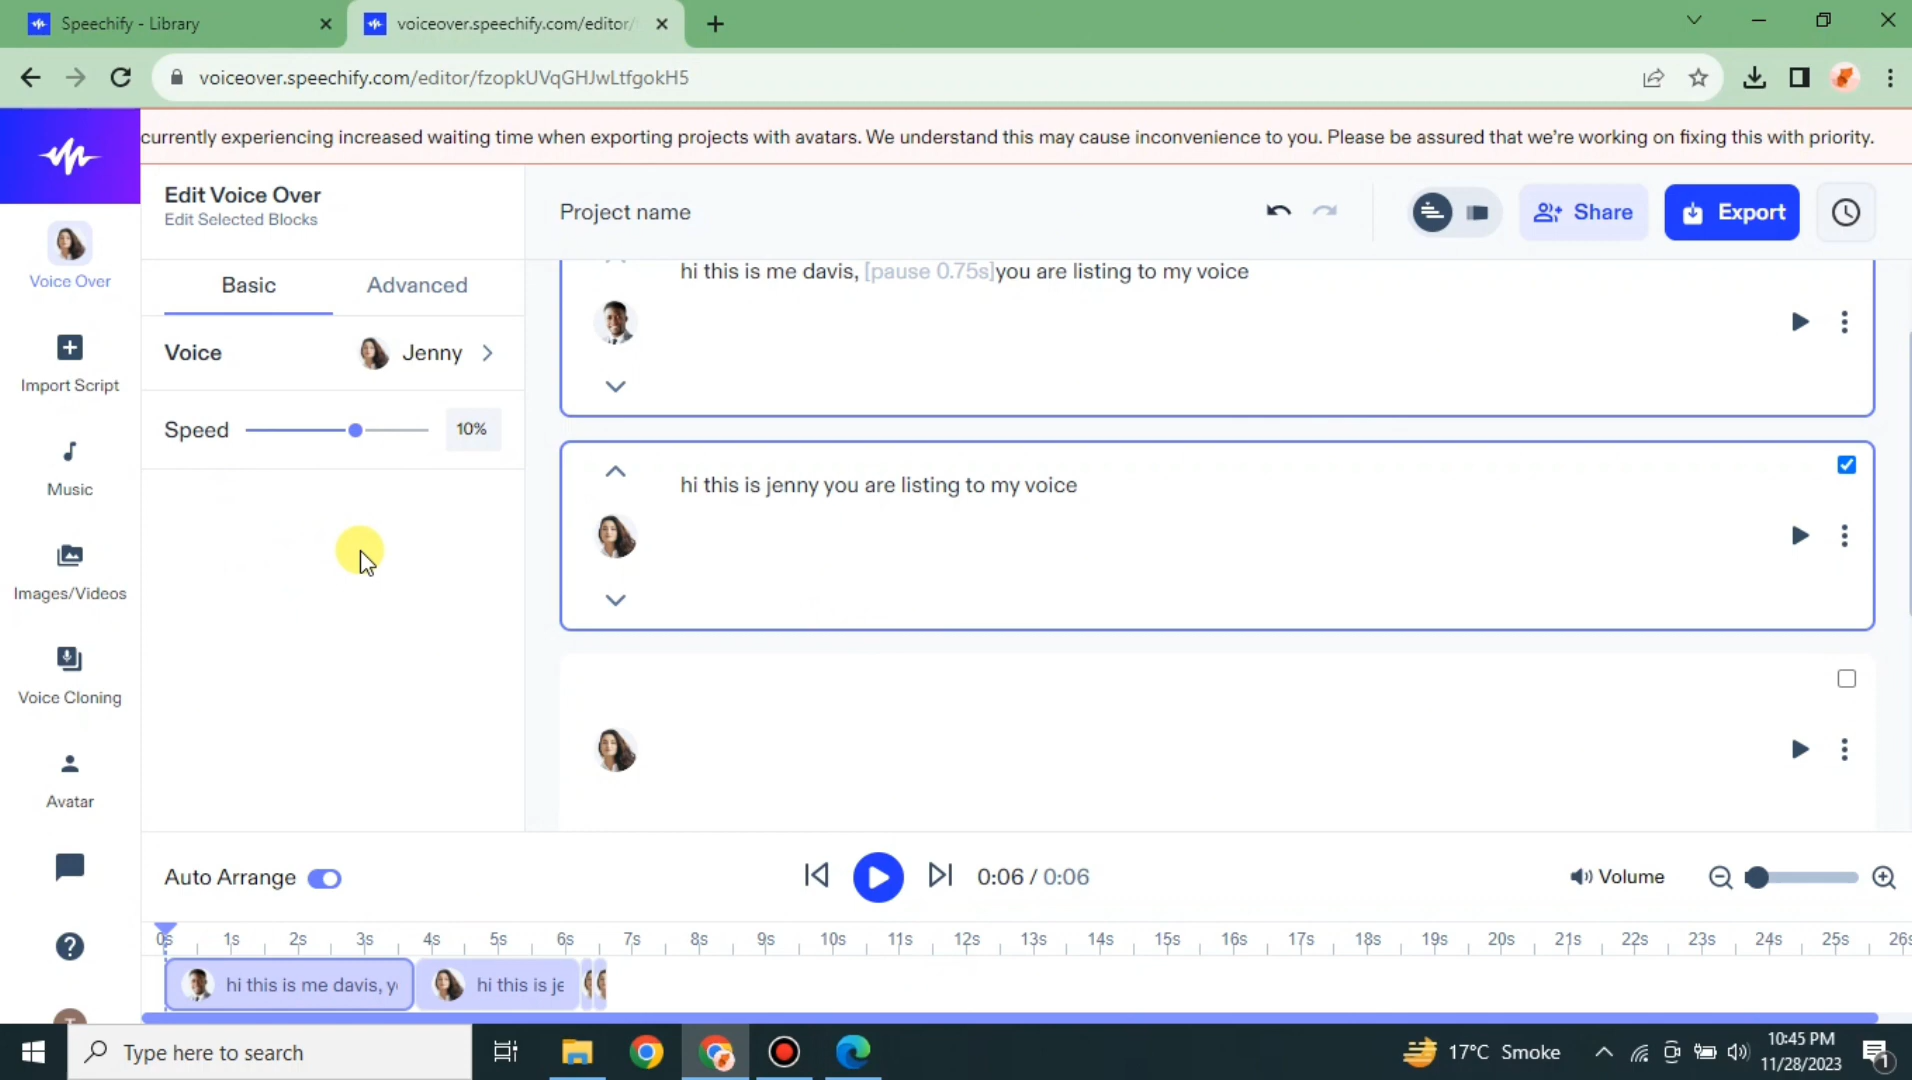 Speechify - Library
voiceover.speechify.com/editor/
voiceover.speechify.com/editor/fzopkUVqGHJwLtfgokH5
currently experiencing increased waiting time when exporting projects with avatars. We understand this may cause inconvenience to you. Please be assured that we're working on fixing this with priority.
Edit Voice Over
Edit Selected Blocks
Project name
Share
Export
Voice Over
Basic
Advanced
hi this is me davis, [pause 0.75s]you are listing to my voice
Voice
Jenny
Import Script
Speed
10%
Music
hi this is jenny you are listing to my voice
Images/Videos
Voice Cloning
Avatar
Auto Arrange
0:06 / 0:06
Volume
0s 1s 2s 3s 4s 5s 6s 7s 8s 9s 10s 11s 12s 13s 14s 15s 16s 17s 18s 19s 20s 21s 22s 23s 24s 25s 26s
hi this is me davis, y
hi this is je
Type here to search
17°C Smoke
10:45 PM
11/28/2023
1